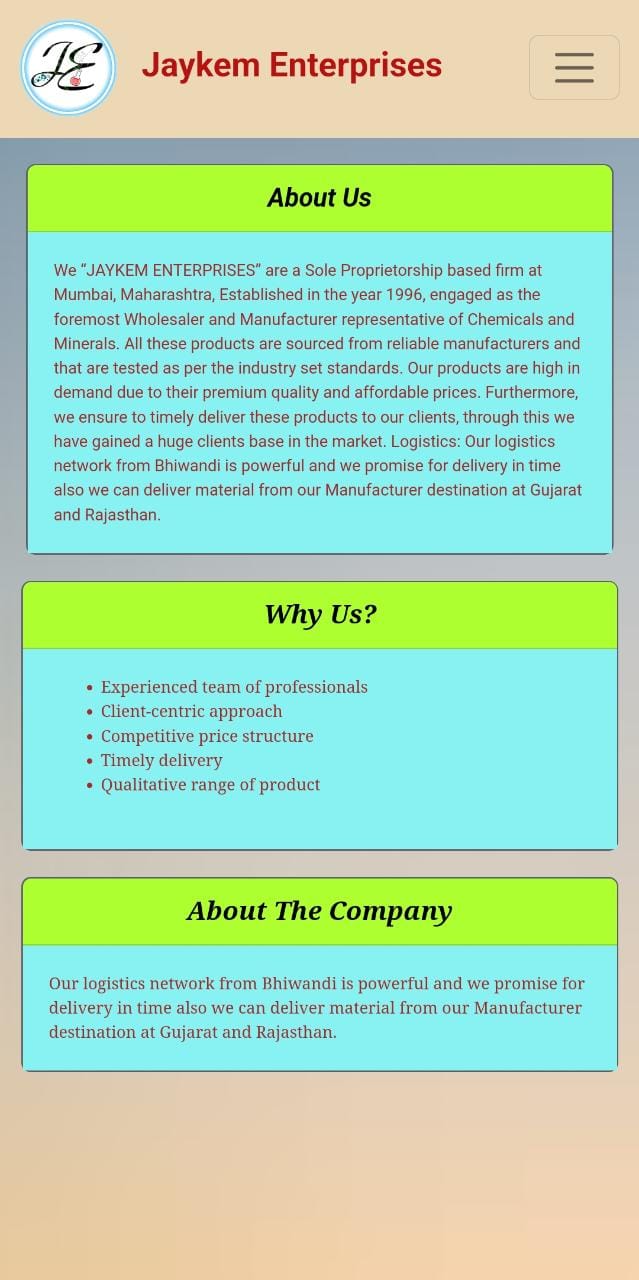 JE
Jaykem Enterprises
About Us
We “JAYKEM ENTERPRISES” are a Sole Proprietorship based firm at
Mumbai, Maharashtra, Established in the year 1996, engaged as the
foremost Wholesaler and Manufacturer representative of Chemicals and
Minerals. All these products are sourced from reliable manufacturers and
that are tested as per the industry set standards. Our products are high in
demand due to their premium quality and affordable prices. Furthermore,
we ensure to timely deliver these products to our clients, through this we
have gained a huge clients base in the market. Logistics: Our logistics
network from Bhiwandi is powerful and we promise for delivery in time
also we can deliver material from our Manufacturer destination at Gujarat
and Rajasthan.
Why Us?
• Experienced team of professionals
• Client-centric approach
• Competitive price structure
• Timely delivery
• Qualitative range of product
About The Company
Our logistics network from Bhiwandi is powerful and we promise for
delivery in time also we can deliver material from our Manufacturer
destination at Gujarat and Rajasthan.